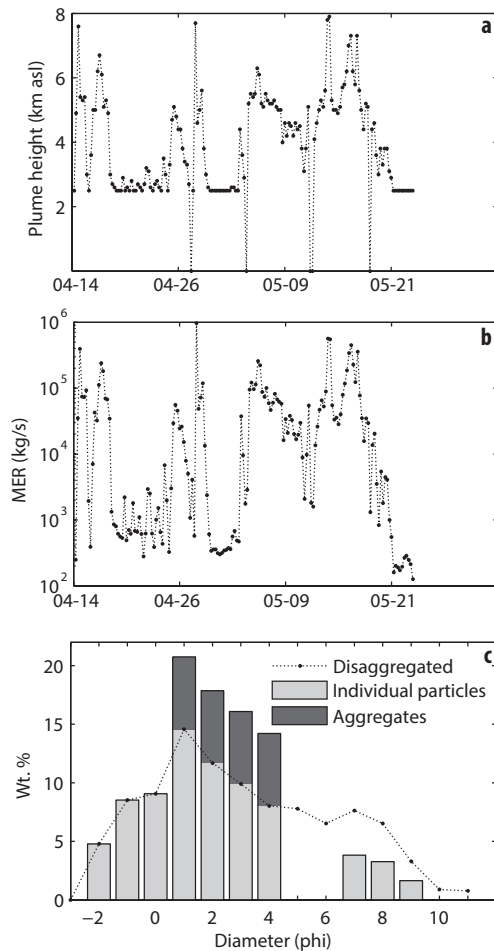 a
8
6
4
2
Plume height (km asl)
04-14 04-26 05-09 05-21
b
10^6
10^5
10^4
10^3
10^2
MER (kg/s)
04-14 04-26 05-09 05-21
c
20
15
10
5
0
Wt. %
Disaggregated
Individual particles
Aggregates
−2 0 2 4 6 8 10
Diameter (phi)